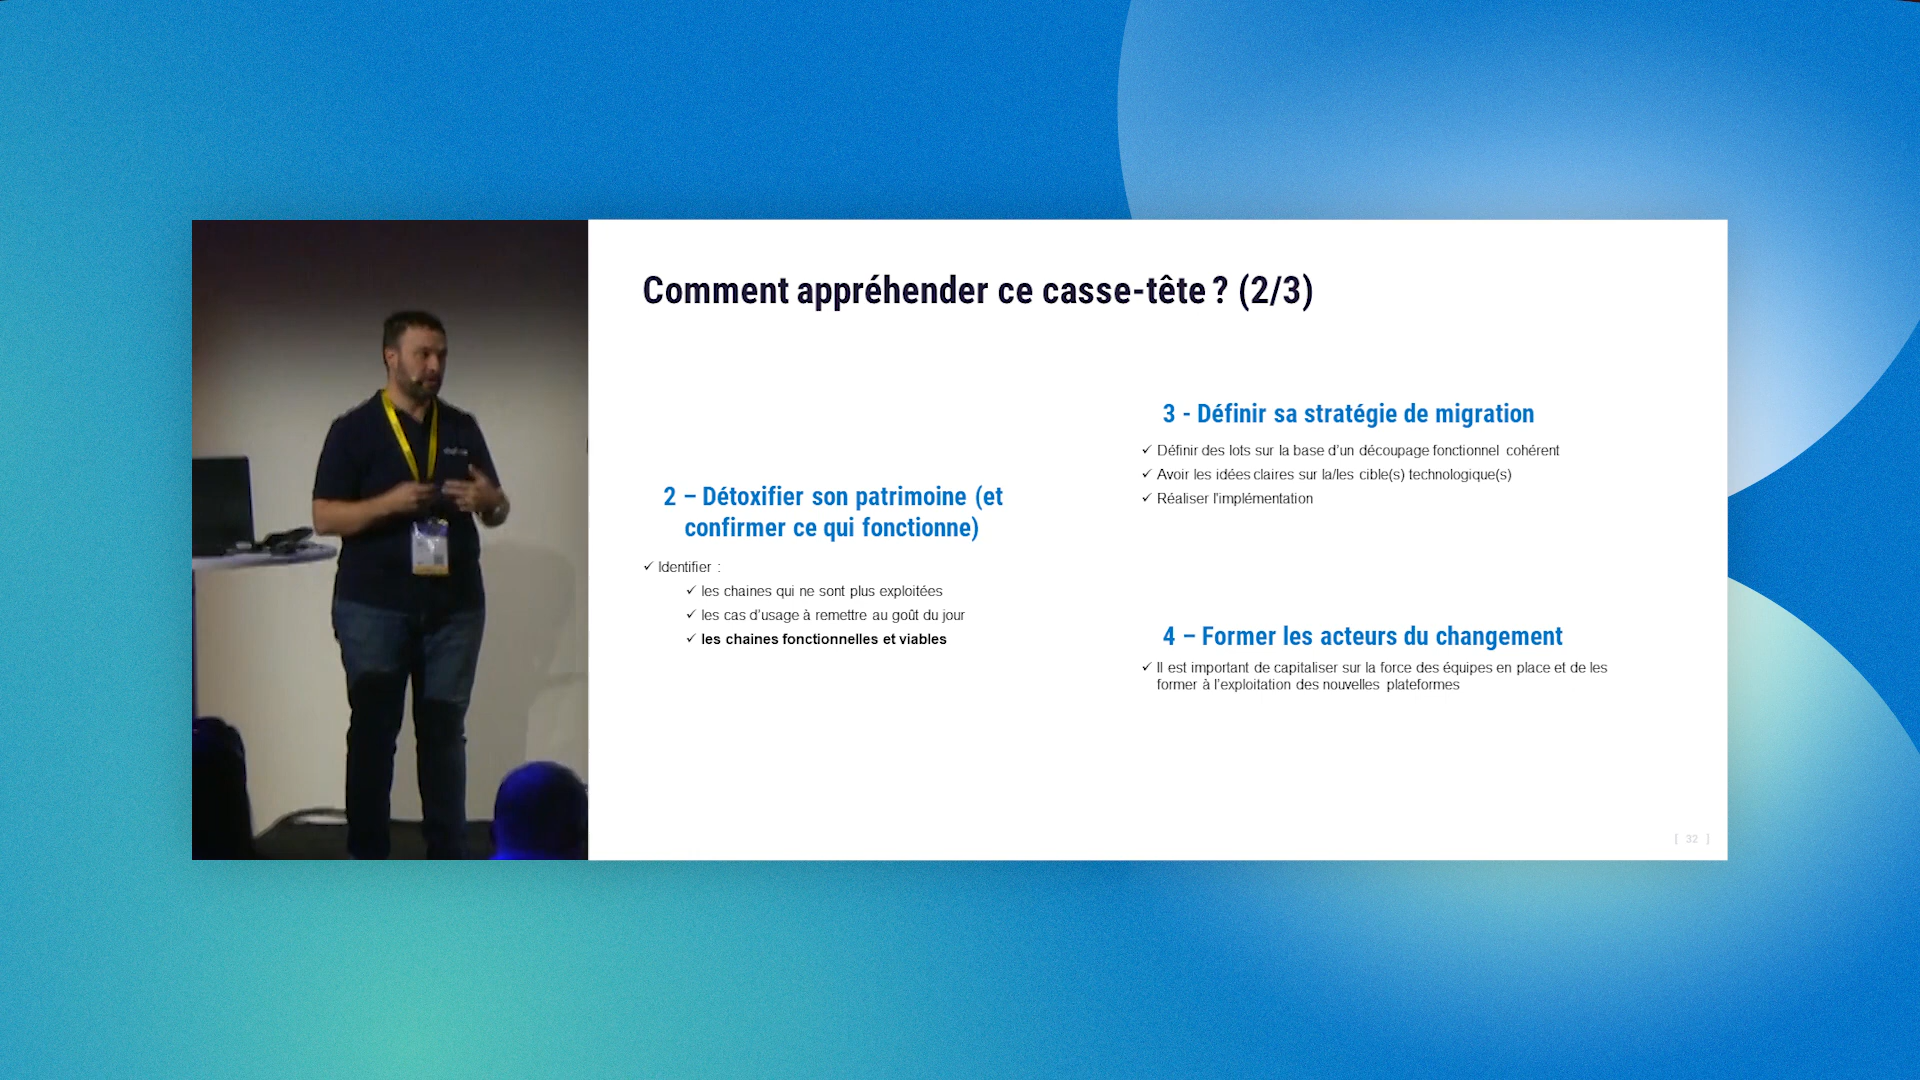 Comment appréhender ce casse-tête ? (2/3)
2 – Détoxifier son patrimoine (et
confirmer ce qui fonctionne)
✓ Identifier :
✓ les chaines qui ne sont plus exploitées
✓ les cas d’usage à remettre au goût du jour
✓ les chaines fonctionnelles et viables
3 - Définir sa stratégie de migration
✓ Définir des lots sur la base d’un découpage fonctionnel cohérent
✓ Avoir les idées claires sur la/les cible(s) technologique(s)
✓ Réaliser l'implémentation
4 – Former les acteurs du changement
✓ Il est important de capitaliser sur la force des équipes en place et de les
former à l’exploitation des nouvelles plateformes
[ 32 ]